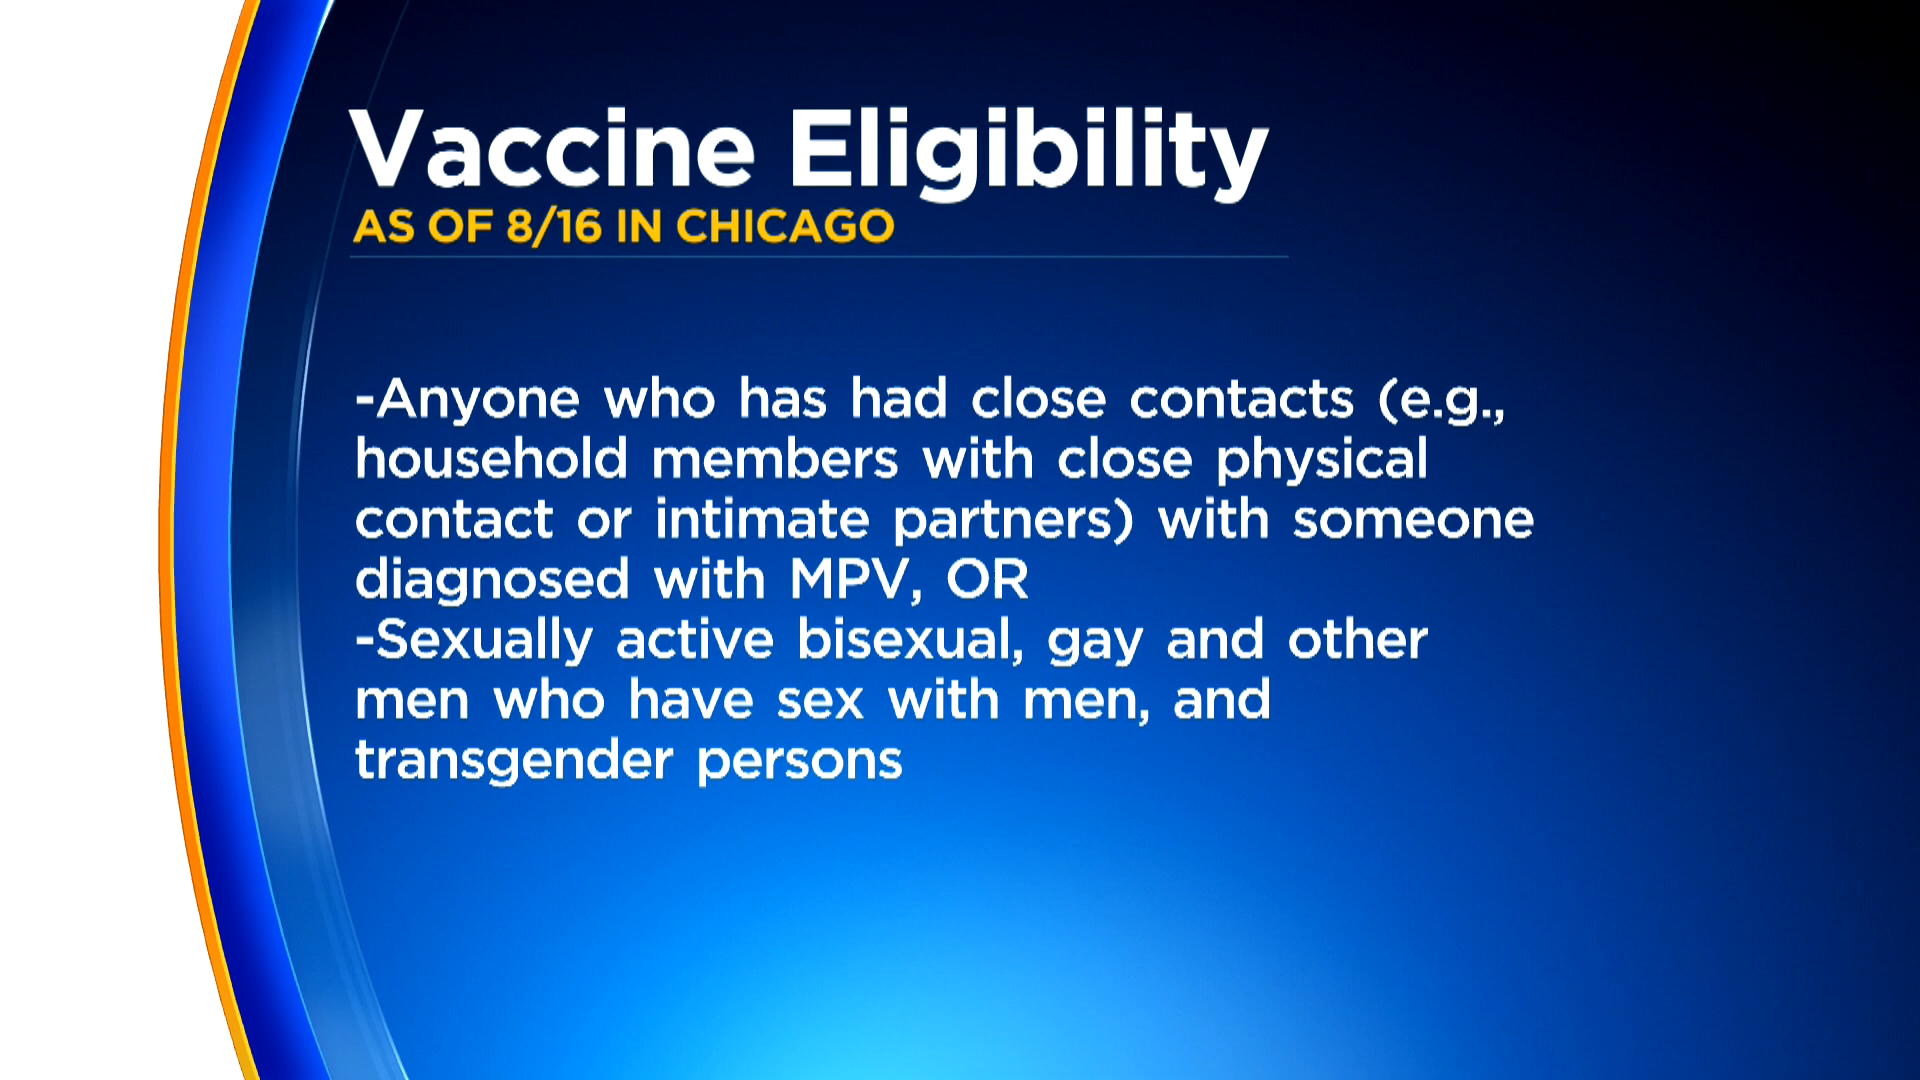 Vaccine Eligibility
AS OF 8/16 IN CHICAGO
-Anyone who has had close contacts (e.g.,
household members with close physical
contact or intimate partners) with someone
diagnosed with MPV, OR
-Sexually active bisexual, gay and other
men who have sex with men, and
transgender persons